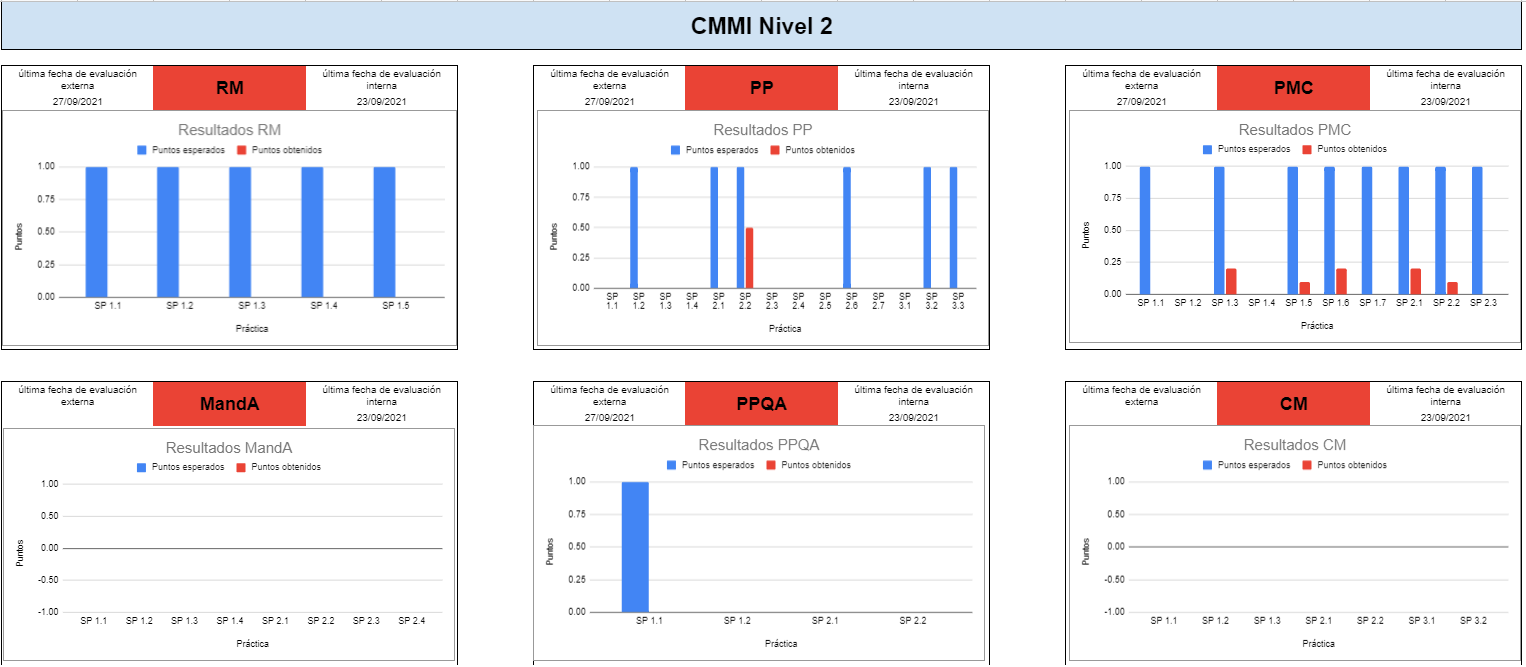 CMMI Nivel 2
última fecha de evaluación
externa
27/09/2021
RM
última fecha de evaluación
interna
23/09/2021
Resultados RM
Puntos esperados
Puntos obtenidos
1.00
0.75
0.50
0.25
0.00
Puntos
SP 1.1
SP 1.2
SP 1.3
SP 1.4
SP 1.5
Práctica
última fecha de evaluación
externa
27/09/2021
PP
última fecha de evaluación
interna
23/09/2021
Resultados PP
Puntos esperados
Puntos obtenidos
1.00
0.75
0.50
0.25
0.00
Puntos
SP
1.1
SP
1.2
SP
1.3
SP
1.4
SP
2.1
SP
2.2
SP
2.3
SP
2.4
SP
2.5
SP
2.6
SP
2.7
SP
3.1
SP
3.2
SP
3.3
Práctica
última fecha de evaluación
externa
27/09/2021
PMC
última fecha de evaluación
interna
23/09/2021
Resultados PMC
Puntos esperados
Puntos obtenidos
1.00
0.75
0.50
0.25
0.00
Puntos
SP 1.1
SP 1.2
SP 1.3
SP 1.4
SP 1.5
SP 1.6
SP 1.7
SP 2.1
SP 2.2
SP 2.3
Práctica
última fecha de evaluación
externa
MandA
última fecha de evaluación
interna
23/09/2021
Resultados MandA
Puntos esperados
Puntos obtenidos
1.00
0.50
0.00
-0.50
-1.00
Puntos
SP 1.1
SP 1.2
SP 1.3
SP 1.4
SP 2.1
SP 2.2
SP 2.3
SP 2.4
Práctica
última fecha de evaluación
externa
27/09/2021
PPQA
última fecha de evaluación
interna
23/09/2021
Resultados PPQA
Puntos esperados
Puntos obtenidos
1.00
0.75
0.50
0.25
0.00
Puntos
SP 1.1
SP 1.2
SP 2.1
SP 2.2
Práctica
última fecha de evaluación
externa
CM
última fecha de evaluación
interna
23/09/2021
Resultados CM
Puntos esperados
Puntos obtenidos
1.00
0.50
0.00
-0.50
-1.00
Puntos
SP 1.1
SP 1.2
SP 1.3
SP 2.1
SP 2.2
SP 3.1
SP 3.2
Práctica